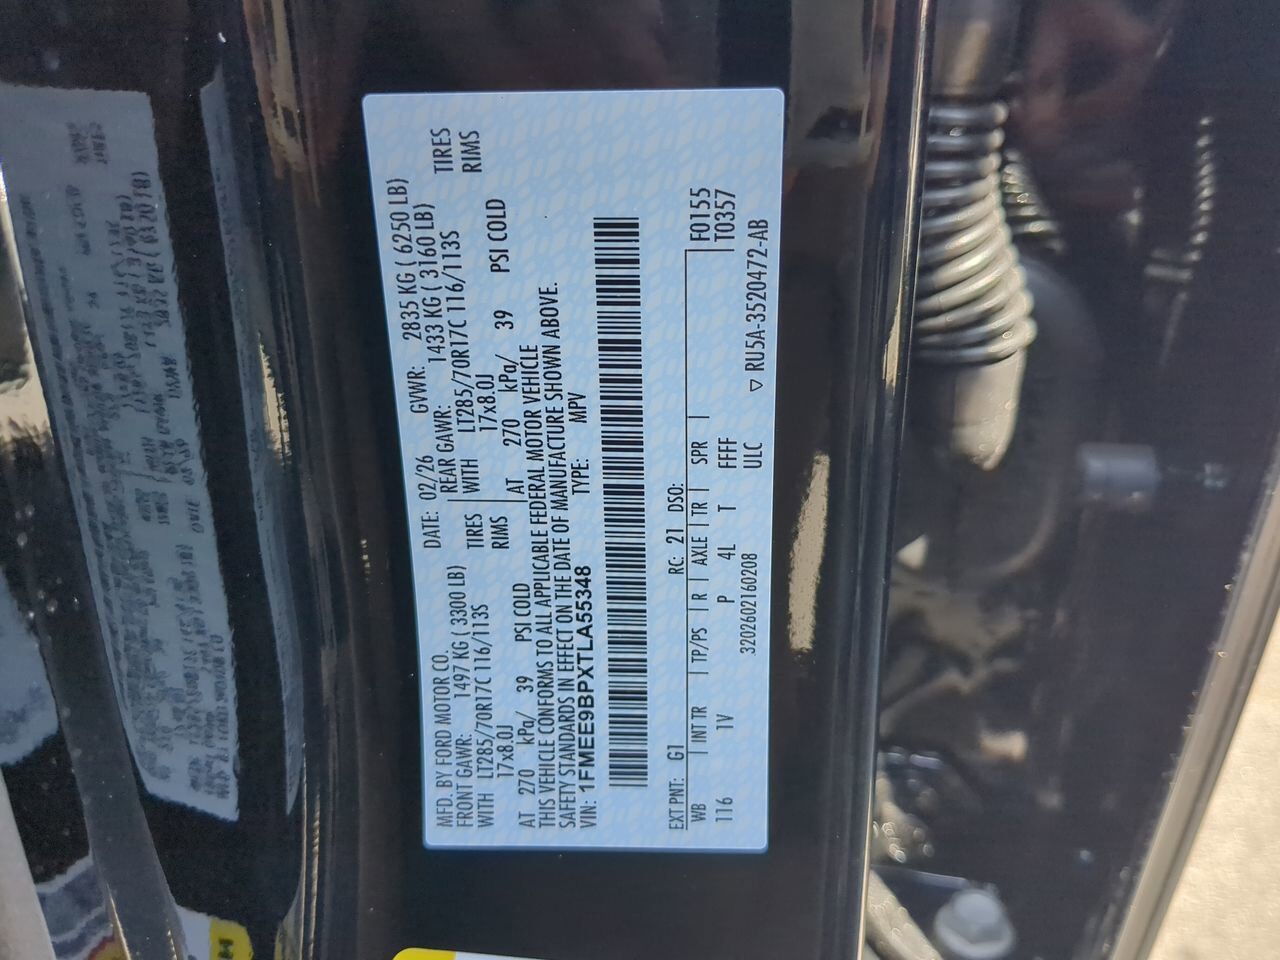 MFD. BY FORD MOTOR CO.
DATE: 02/26 GVWR: 2835 KG ( 6250 LB)
FRONT GAWR: 1497 KG ( 3300 LB) REAR GAWR: 1433 KG ( 3160 LB)
WITH LT285/70R17C 116/113S TIRES WITH LT285/70R17C 116/113S TIRES
17x8.0J RIMS 17x8.0J RIMS
AT 270 kPa/ 39 PSI COLD AT 270 kPa/ 39 PSI COLD
THIS VEHICLE CONFORMS TO ALL APPLICABLE FEDERAL MOTOR VEHICLE
SAFETY STANDARDS IN EFFECT ON THE DATE OF MANUFACTURE SHOWN ABOVE.
VIN: 1FMEE9BPXTLA55348 TYPE: MPV
EXT PNT: G1 RC: 21 DSO:
WB INT TR TP/PS R AXLE TR SPR F0155
116 1V P 4L T FFFF T0357
3202602160208 ULC ▽ RU5A-3520472-AB